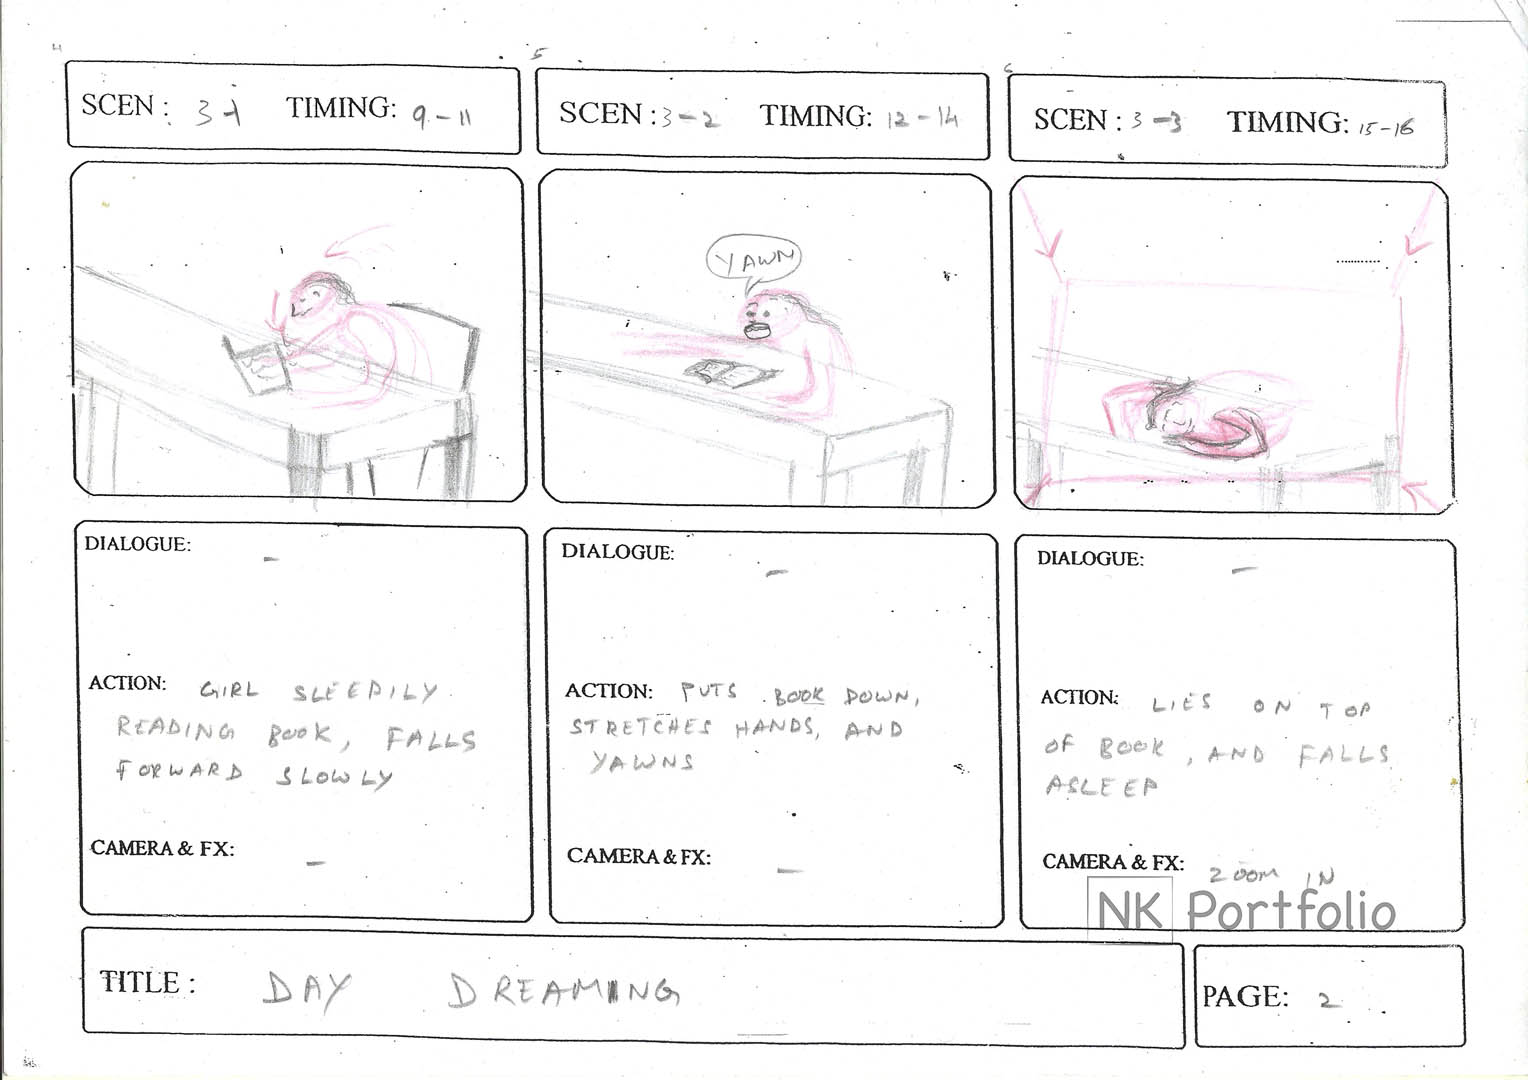 4
5
6
SCEN : 3-1 TIMING: 9-11
SCEN : 3-2 TIMING: 12-14
SCEN : 3-3 TIMING: 15-16
YAWN
DIALOGUE: -
ACTION: GIRL SLEEPILY
READING BOOK, FALLS
FORWARD SLOWLY
CAMERA & FX: -
DIALOGUE: -
ACTION: PUTS BOOK DOWN,
STRETCHES HANDS, AND
YAWNS
CAMERA & FX: -
DIALOGUE: -
ACTION: LIES ON TOP
OF BOOK, AND FALLS
ASLEEP
CAMERA & FX: ZOOM IN
NK Portfolio
TITLE : DAY DREAMING
PAGE: 2